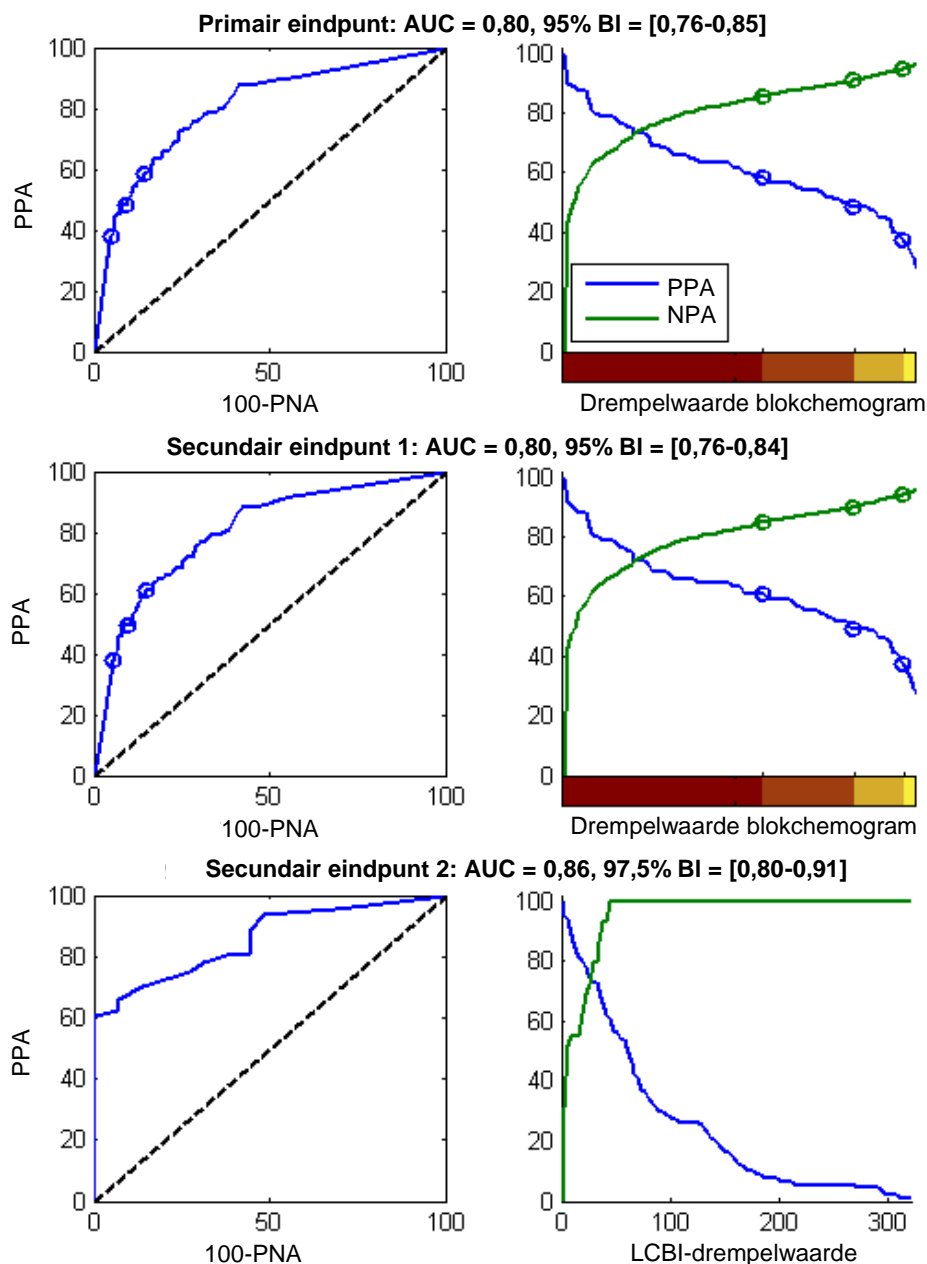 Primair eindpunt: AUC = 0,80, 95% BI = [0,76-0,85]
100
80
60
40
20
0
PPA
0 50 100
100-PNA
100
80
60
40
20
0
PPA
NPA
Drempelwaarde blokchemogram
Secundair eindpunt 1: AUC = 0,80, 95% BI = [0,76-0,84]
100
80
60
40
20
0
PPA
0 50 100
100-PNA
100
80
60
40
20
0
Drempelwaarde blokchemogram
Secundair eindpunt 2: AUC = 0,86, 97,5% BI = [0,80-0,91]
100
80
60
40
20
0
PPA
0 50 100
100-PNA
100
80
60
40
20
0
0 100 200 300
LCBI-drempelwaarde